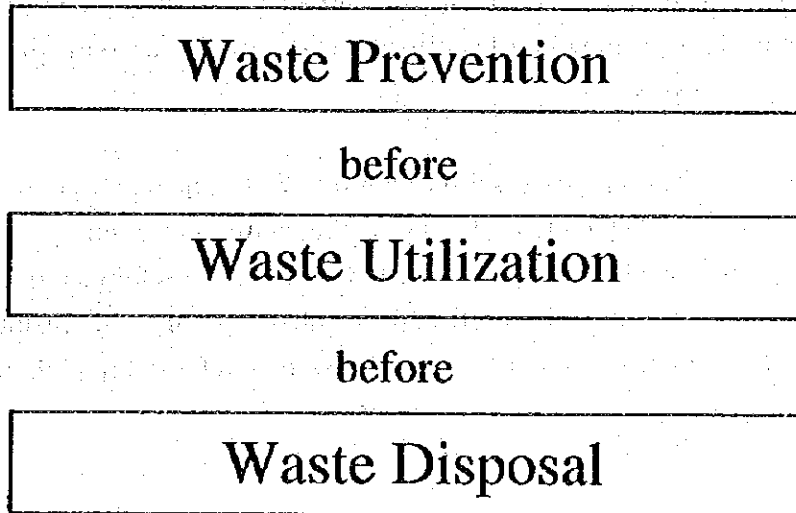 Waste Prevention
before
Waste Utilization
before
Waste Disposal